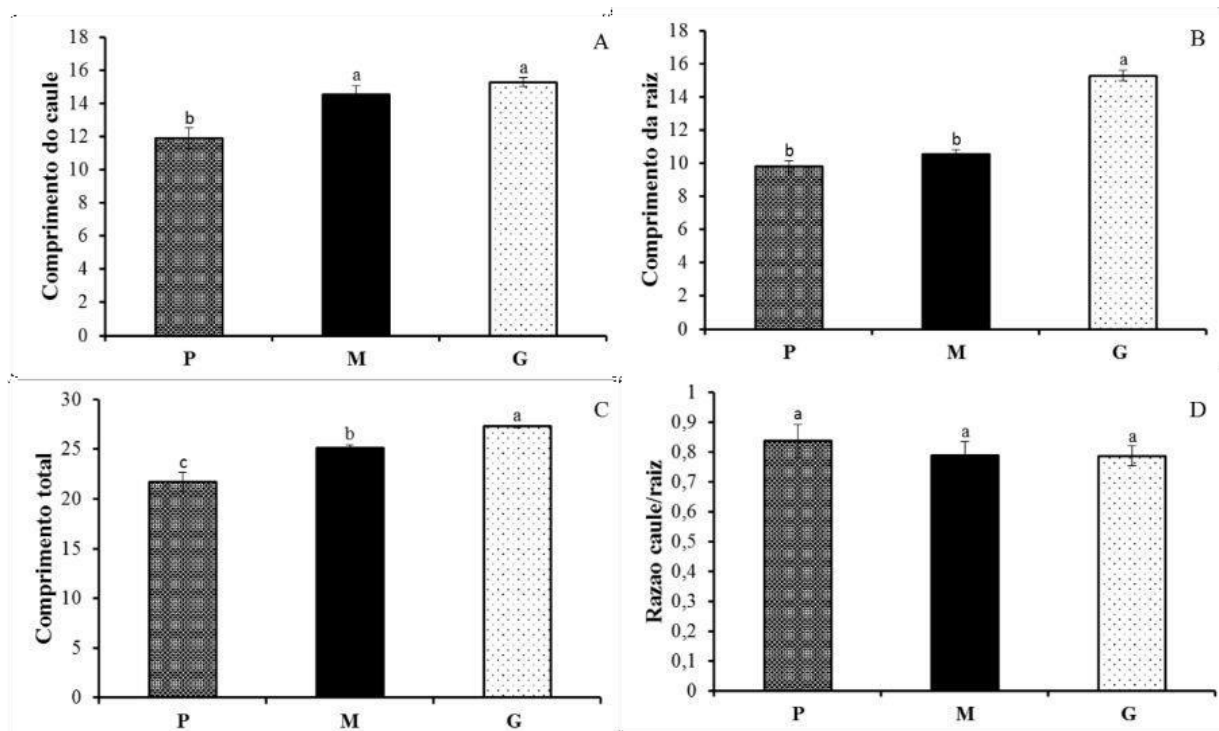 A
Comprimento do caule
18
16
14
12
10
8
6
4
2
0
b
a
a
P M G
B
Comprimento da raiz
18
16
14
12
10
8
6
4
2
0
b
b
a
P M G
C
Comprimento total
30
25
20
15
10
5
0
c
b
a
P M G
D
Razao caule/raiz
1
0,9
0,8
0,7
0,6
0,5
0,4
0,3
0,2
0,1
0
a
a
a
P M G